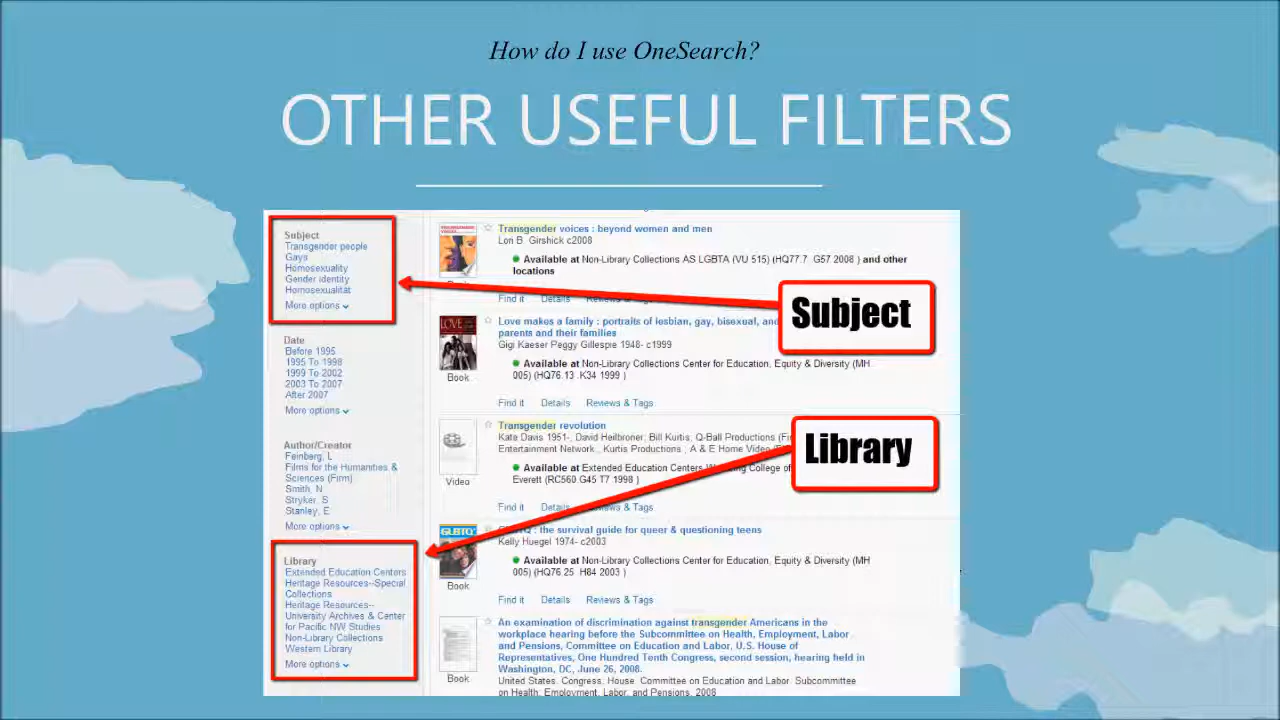 How do I use OneSearch?
OTHER USEFUL FILTERS
Subject
Transgender people
Gays
Homosexuality
Gender identity
Homosexualität
More options
Date
Before 1995
1995 To 1998
1999 To 2002
2003 To 2007
After 2007
More options
Author/Creator
Feinberg, L
Films for the Humanities &
Sciences (Firm)
Smith, N
Stryker, S
Stanley, E
More options
Library
Extended Education Centers
Heritage Resources--Special
Collections
Heritage Resources--
University Archives & Center
for Pacific NW Studies
Non-Library Collections
Western Library
More options
Transgender voices : beyond women and men
Lori B. Girshick c2008
Available at Non-Library Collections AS LGBTA (VU 515) (HQ77.7 .G57 2008 ) and other
locations
Find it Details Reviews & Tags
Love makes a family : portraits of lesbian, gay, bisexual, and
parents and their families
Gigi Kaeser Peggy Gillespie 1948- c1999
Available at Non-Library Collections Center for Education, Equity & Diversity (MH
005) (HQ76.13 .K34 1999 )
Book
Find it Details Reviews & Tags
Transgender revolution
Kate Davis 1951-; David Heilbroner; Bill Kurtis; Q-Ball Productions
Entertainment Network.; Kurtis Productions.; A & E Home Video
Available at Extended Education Centers College of
Everett (RC560.G45 T7 1998 )
Video
Find it Details Reviews & Tags
GLBTQ : the survival guide for queer & questioning teens
Kelly Huegel 1974- c2003
Available at Non-Library Collections Center for Education, Equity & Diversity (MH
005) (HQ76.25 .H84 2003 )
Book
Find it Details Reviews & Tags
An examination of discrimination against transgender Americans in the
workplace hearing before the Subcommittee on Health, Employment, Labor
and Pensions, Committee on Education and Labor, U.S. House of
Representatives, One Hundred Tenth Congress, second session, hearing held in
Washington, DC, June 26, 2008.
United States. Congress. House. Committee on Education and Labor. Subcommittee
on Health, Employment, Labor, and Pensions. 2008
Book
Subject
Library